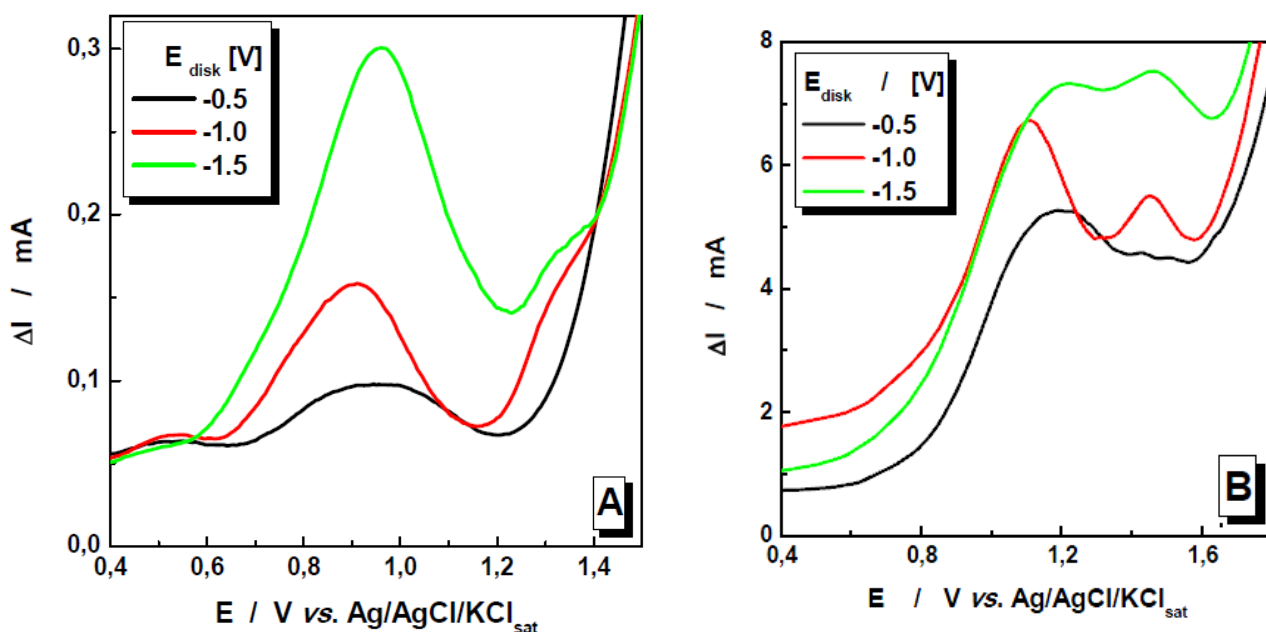 E disk [V]
-0.5
-1.0
-1.5
0,3
0,2
0,1
0,0
ΔI / mA
0,4 0,6 0,8 1,0 1,2 1,4
E / V vs. Ag/AgCl/KCl sat
A
E disk / [V]
-0.5
-1.0
-1.5
8
6
4
2
0
ΔI / mA
0,4 0,8 1,2 1,6
E / V vs. Ag/AgCl/KCl sat
B